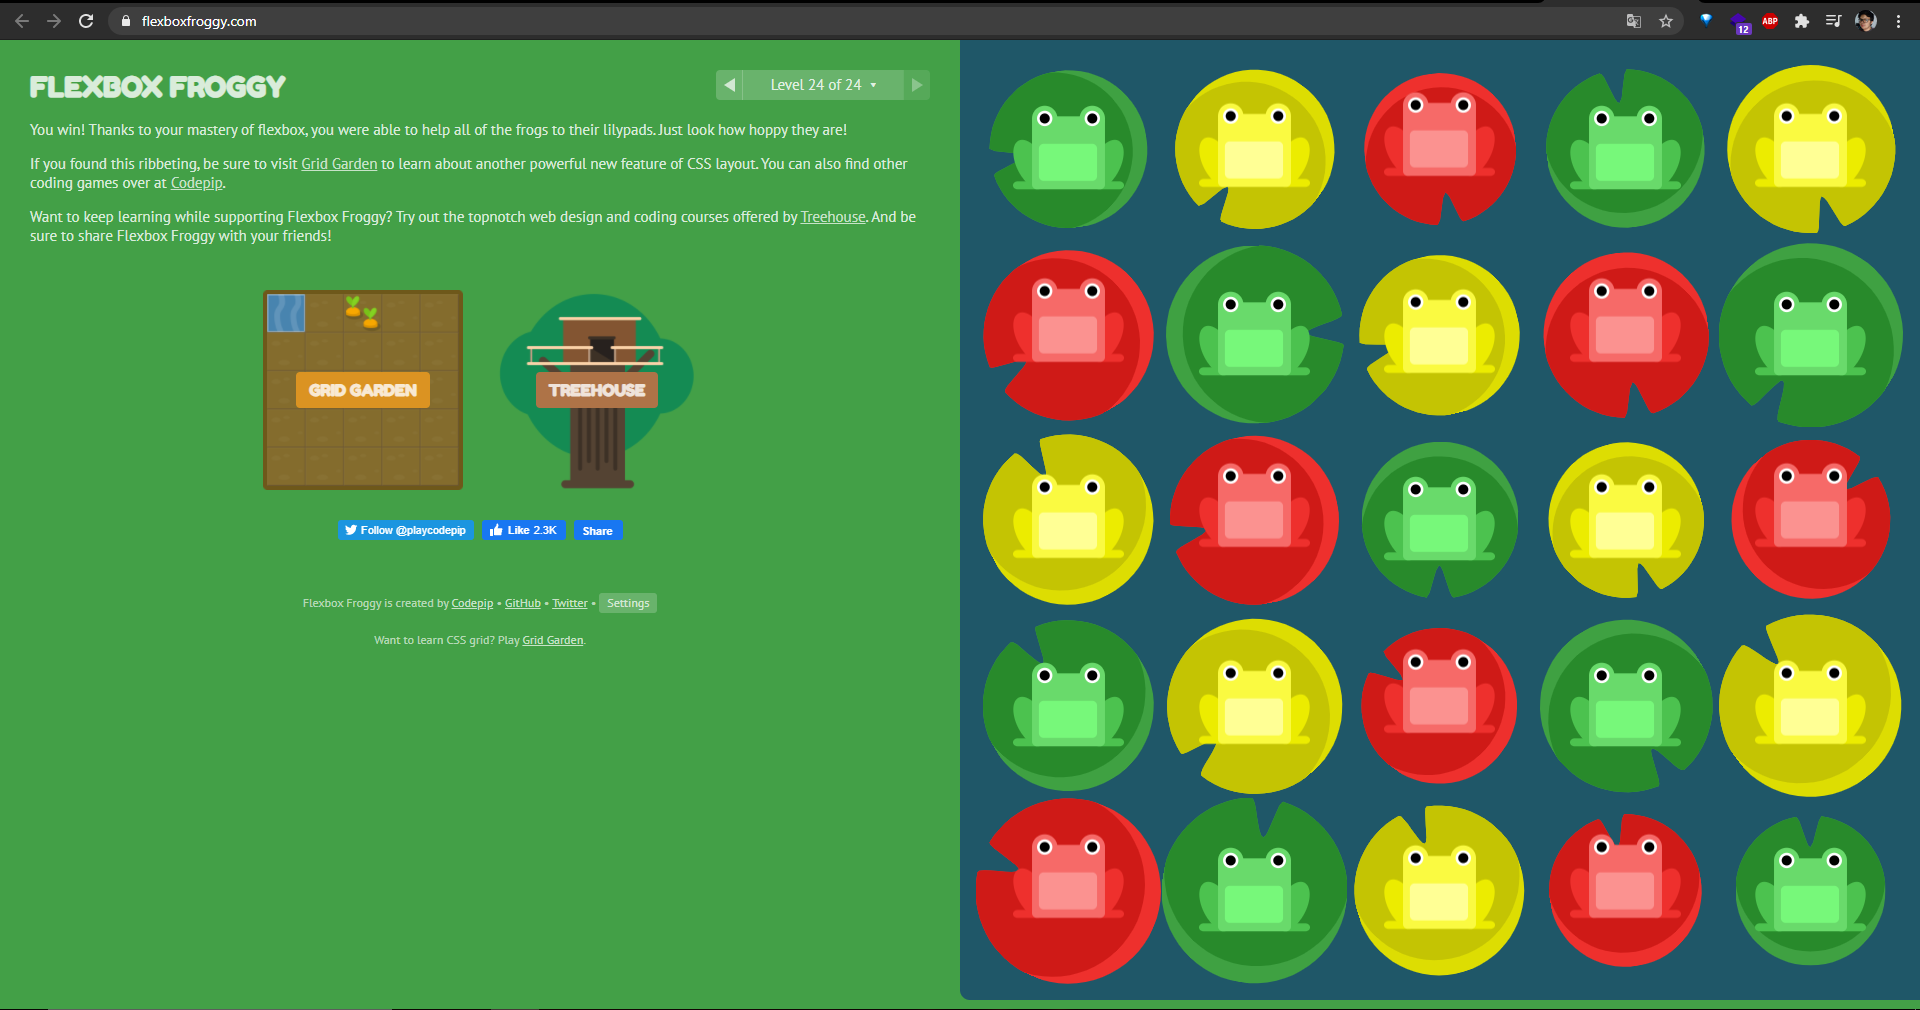 flexboxfroggy.com
12
ABP
FLEXBOX FROGGY
Level 24 of 24
You win! Thanks to your mastery of flexbox, you were able to help all of the frogs to their lilypads. Just look how hoppy they are!
If you found this ribbeting, be sure to visit Grid Garden to learn about another powerful new feature of CSS layout. You can also find other
coding games over at Codepip.
Want to keep learning while supporting Flexbox Froggy? Try out the topnotch web design and coding courses offered by Treehouse. And be
sure to share Flexbox Froggy with your friends!
GRID GARDEN
TREEHOUSE
Follow @playcodepip
Like 2.3K
Share
Flexbox Froggy is created by Codepip • GitHub • Twitter • Settings
Want to learn CSS grid? Play Grid Garden.